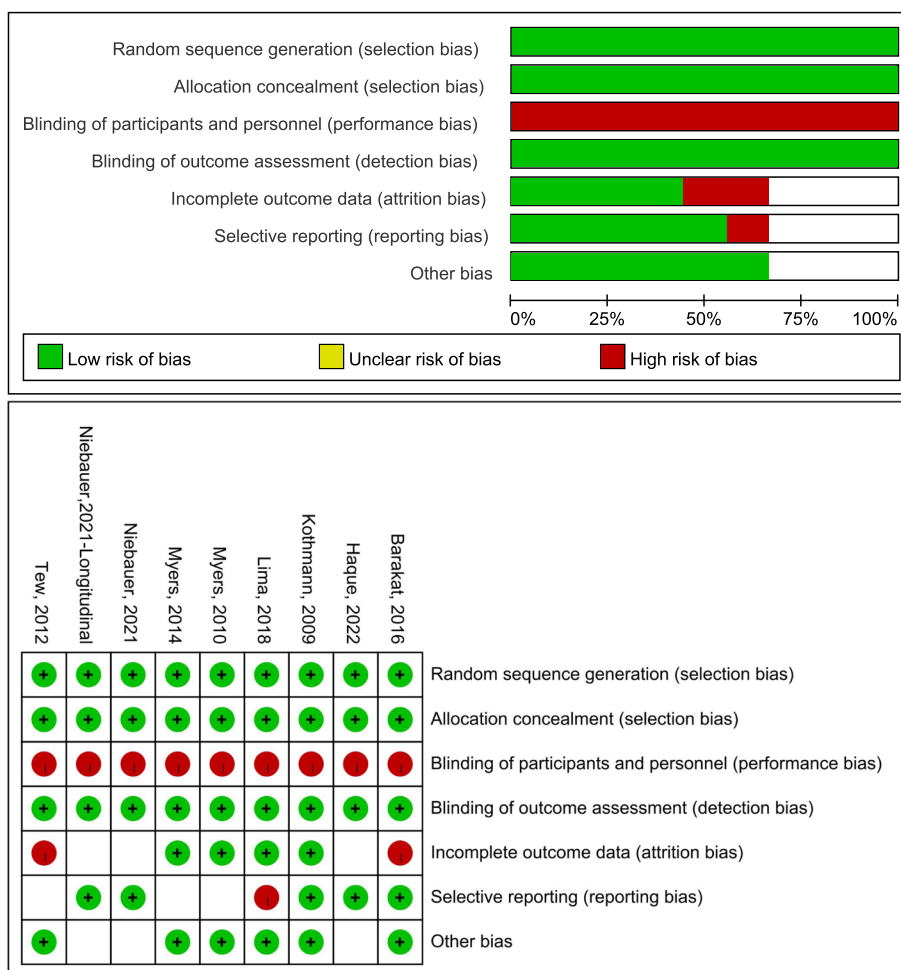 Random sequence generation (selection bias)
Allocation concealment (selection bias)
Blinding of participants and personnel (performance bias)
Blinding of outcome assessment (detection bias)
Incomplete outcome data (attrition bias)
Selective reporting (reporting bias)
Other bias
0% 25% 50% 75% 100%
Low risk of bias Unclear risk of bias High risk of bias
Tew, 2012
Niebauer,2021-Longitudinal
Niebauer, 2021
Myers, 2014
Myers, 2010
Lima, 2018
Kothmann, 2009
Haque, 2022
Barakat, 2016
+ + + + + + + + + Random sequence generation (selection bias)
+ + + + + + + + + Allocation concealment (selection bias)
Blinding of participants and personnel (performance bias)
+ + + + + + + + + Blinding of outcome assessment (detection bias)
+ + + + Incomplete outcome data (attrition bias)
+ + + + + Selective reporting (reporting bias)
+ + + + + + Other bias